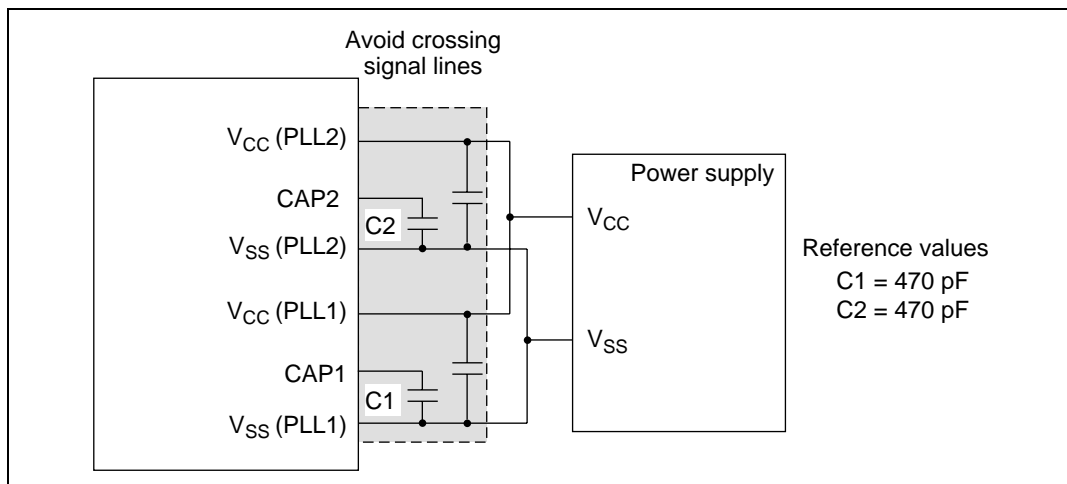 Avoid crossing
signal lines
VCC (PLL2)
CAP2
C2
VSS (PLL2)
VCC (PLL1)
CAP1
C1
VSS (PLL1)
Power supply
VCC
VSS
Reference values
C1 = 470 pF
C2 = 470 pF